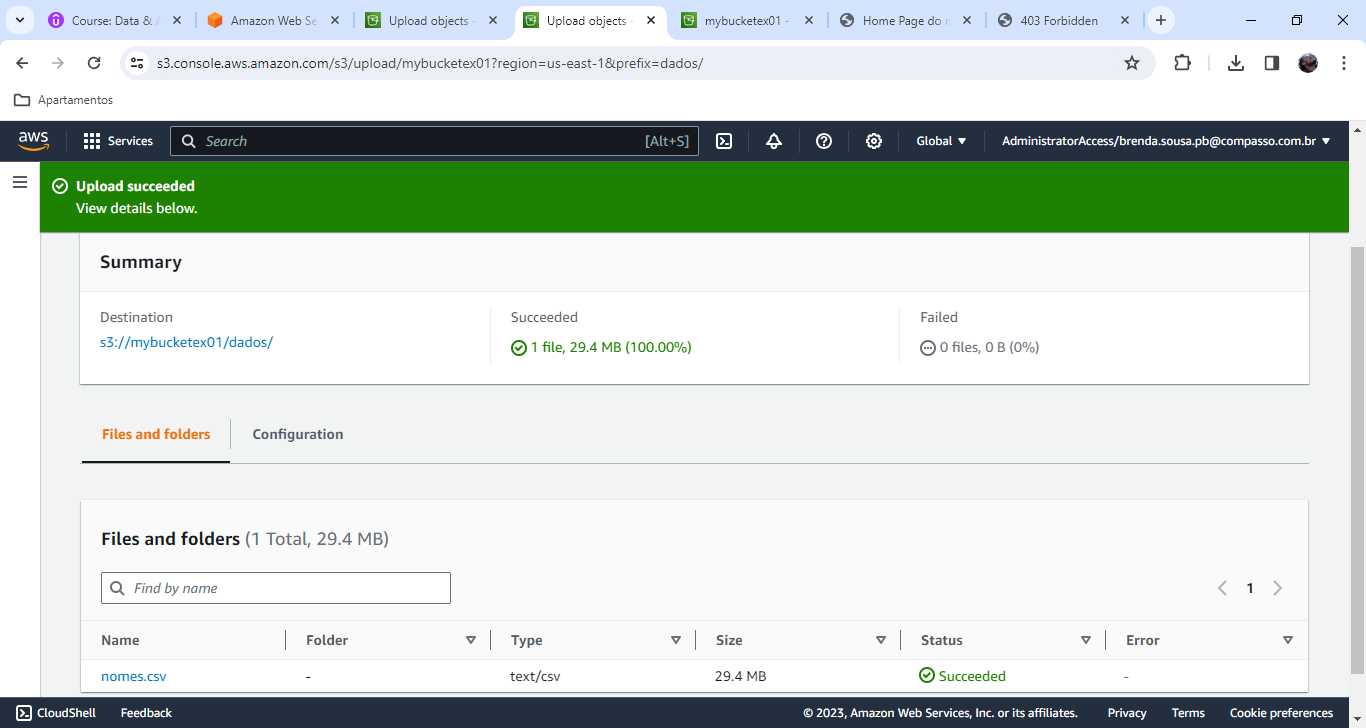 Course: Data & A
Amazon Web Se
Upload objects -
Upload objects -
mybucketex01 -
Home Page do m
403 Forbidden
s3.console.aws.amazon.com/s3/upload/mybucketex01?region=us-east-1&prefix=dados/
Apartamentos
aws
Services
Search
[Alt+S]
Global
AdministratorAccess/brenda.sousa.pb@compasso.com.br
Upload succeeded
View details below.
Summary
Destination
s3://mybucketex01/dados/
Succeeded
1 file, 29.4 MB (100.00%)
Failed
0 files, 0 B (0%)
Files and folders
Configuration
Files and folders (1 Total, 29.4 MB)
Find by name
1
Name Folder Type Size Status Error
nomes.csv - text/csv 29.4 MB Succeeded -
CloudShell Feedback © 2023, Amazon Web Services, Inc. or its affiliates. Privacy Terms Cookie preferences